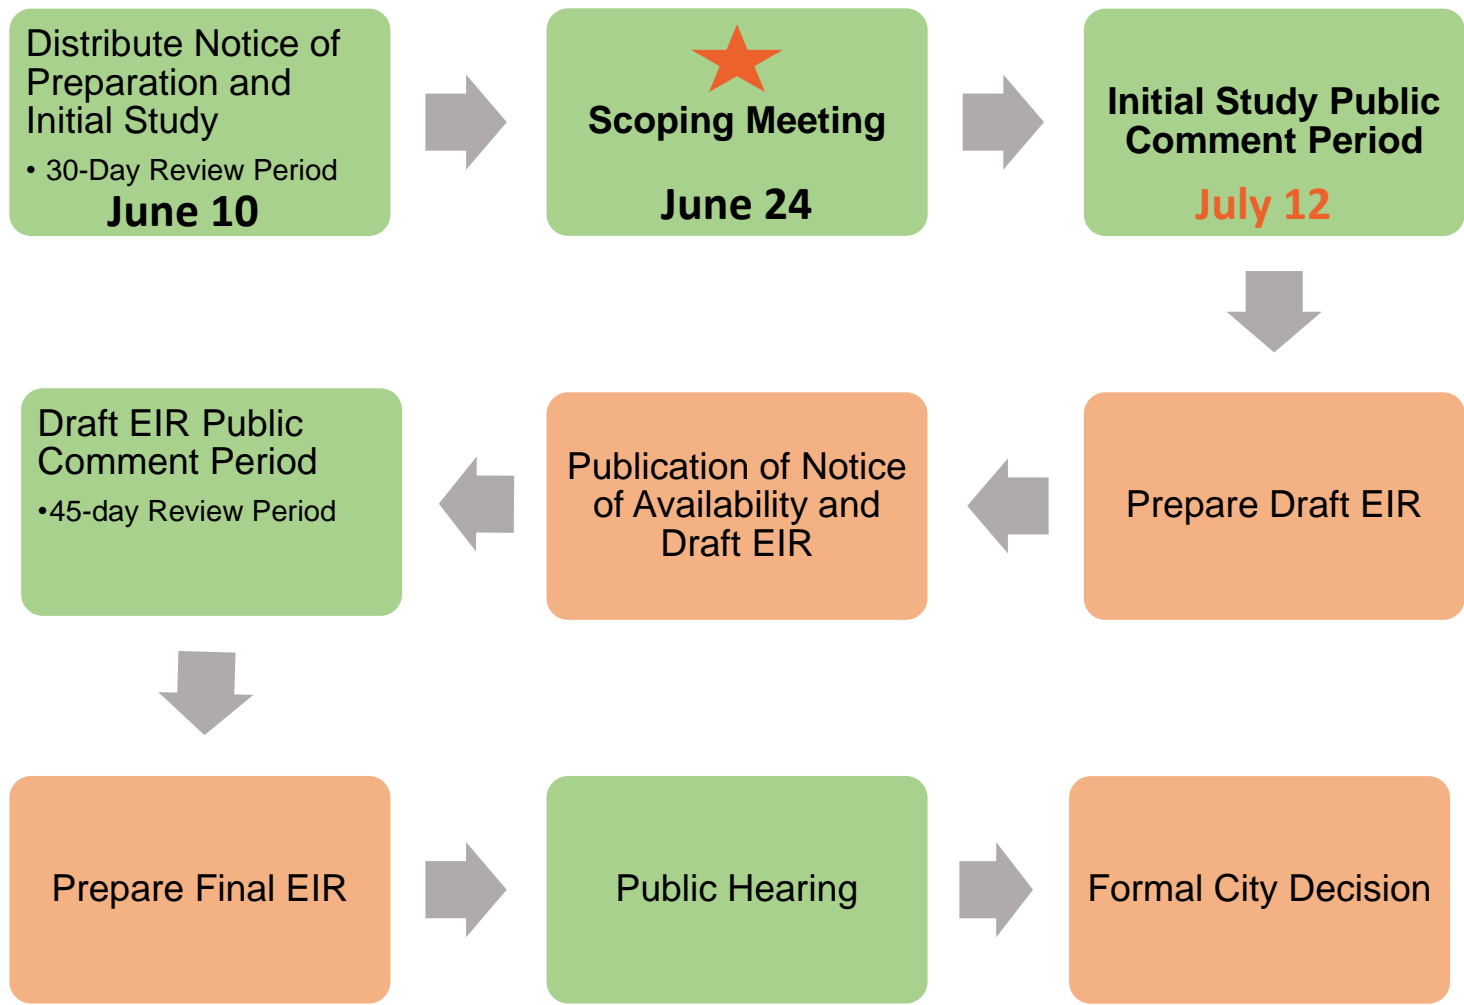 Distribute Notice of
Preparation and
Initial Study
• 30-Day Review Period
June 10
Scoping Meeting
June 24
Initial Study Public
Comment Period
July 12
Draft EIR Public
Comment Period
•45-day Review Period
Publication of Notice
of Availability and
Draft EIR
Prepare Draft EIR
Prepare Final EIR
Public Hearing
Formal City Decision